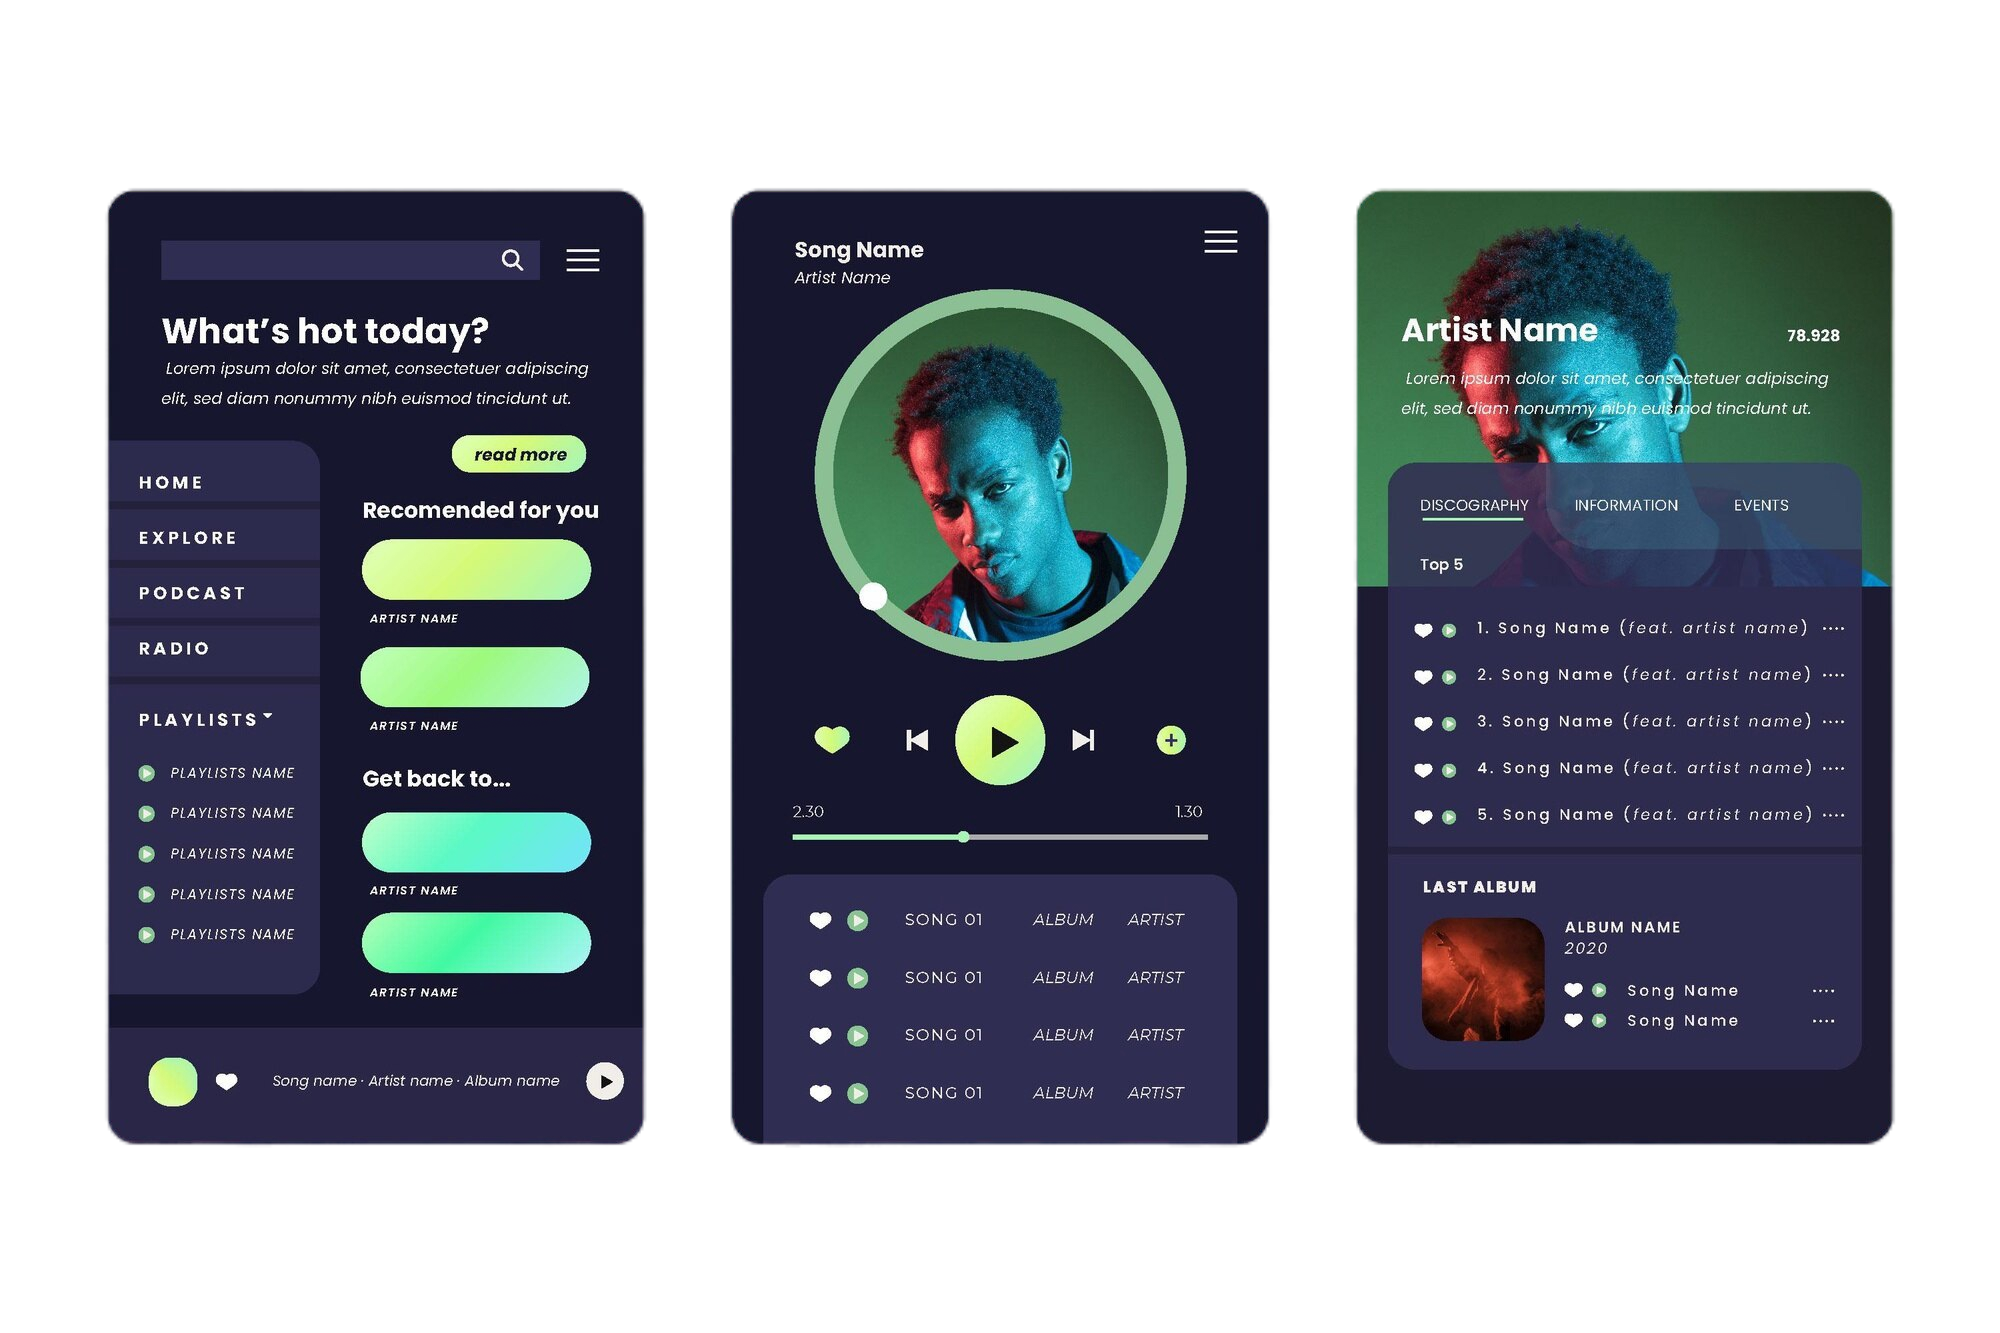 What's hot today?
Lorem ipsum dolor sit amet, consectetuer adipiscing
elit, sed diam nonummy nibh euismod tincidunt ut.
read more
HOME
EXPLORE
PODCAST
RADIO
PLAYLISTS
PLAYLISTS NAME
PLAYLISTS NAME
PLAYLISTS NAME
PLAYLISTS NAME
PLAYLISTS NAME
Recomended for you
ARTIST NAME
ARTIST NAME
Get back to...
ARTIST NAME
ARTIST NAME
Song name · Artist name · Album name
Song Name
Artist Name
2.30 1.30
SONG 01 ALBUM ARTIST
SONG 01 ALBUM ARTIST
SONG 01 ALBUM ARTIST
SONG 01 ALBUM ARTIST
Artist Name 78.928
Lorem ipsum dolor sit amet, consectetuer adipiscing
elit, sed diam nonummy nibh euismod tincidunt ut.
DISCOGRAPHY INFORMATION EVENTS
Top 5
1. Song Name (feat. artist name) ····
2. Song Name (feat. artist name) ····
3. Song Name (feat. artist name) ····
4. Song Name (feat. artist name) ····
5. Song Name (feat. artist name) ····
LAST ALBUM
ALBUM NAME
2020
Song Name ····
Song Name ····